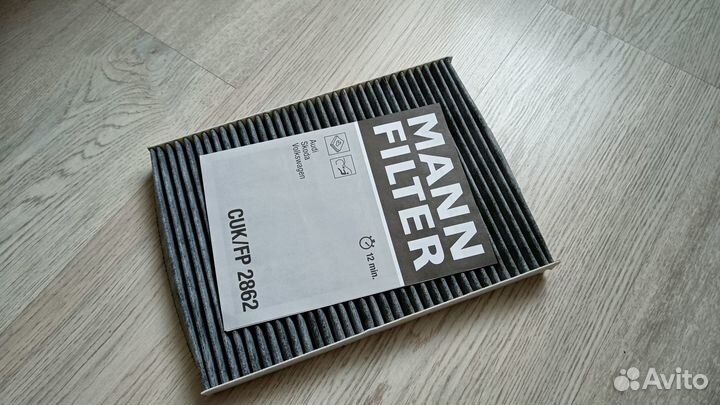 MANN
FILTER
Audi
Skoda
Volkswagen
12 min.
CUK/FP 2862
Avito